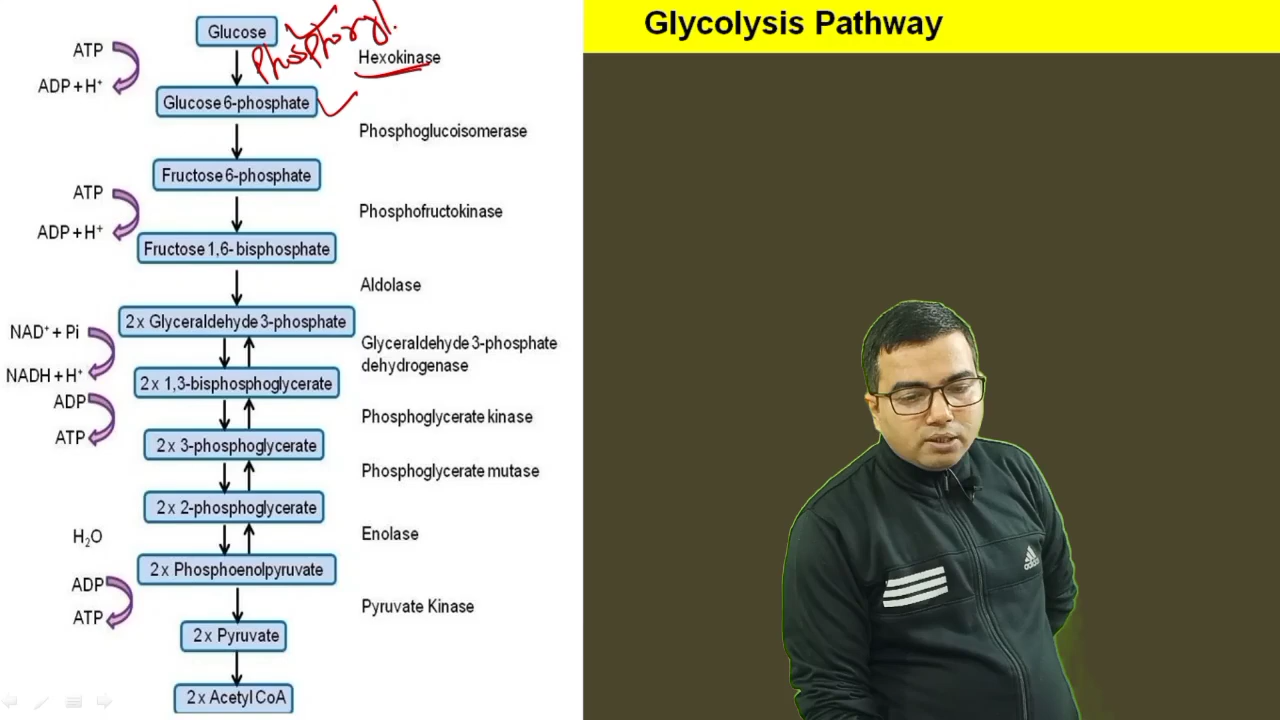 Glycolysis Pathway
Glucose
Phosphoryl.
ATP
Hexokinase
ADP + H⁺
Glucose 6-phosphate
Phosphoglucoisomerase
Fructose 6-phosphate
ATP
Phosphofructokinase
ADP + H⁺
Fructose 1,6- bisphosphate
Aldolase
2 x Glyceraldehyde 3-phosphate
NAD⁺ + Pi
Glyceraldehyde 3-phosphate
dehydrogenase
NADH + H⁺
2 x 1,3-bisphosphoglycerate
ADP
Phosphoglycerate kinase
ATP
2 x 3-phosphoglycerate
Phosphoglycerate mutase
2 x 2-phosphoglycerate
H₂O
Enolase
2 x Phosphoenolpyruvate
ADP
Pyruvate Kinase
ATP
2 x Pyruvate
2 x Acetyl CoA
adidas